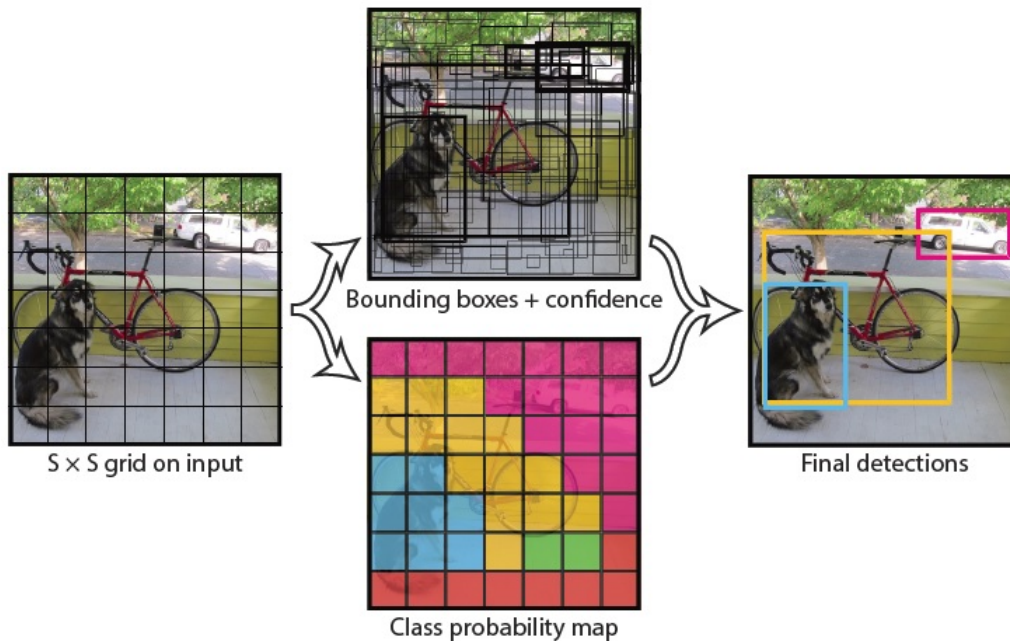 Bounding boxes + confidence
S × S grid on input
Final detections
Class probability map